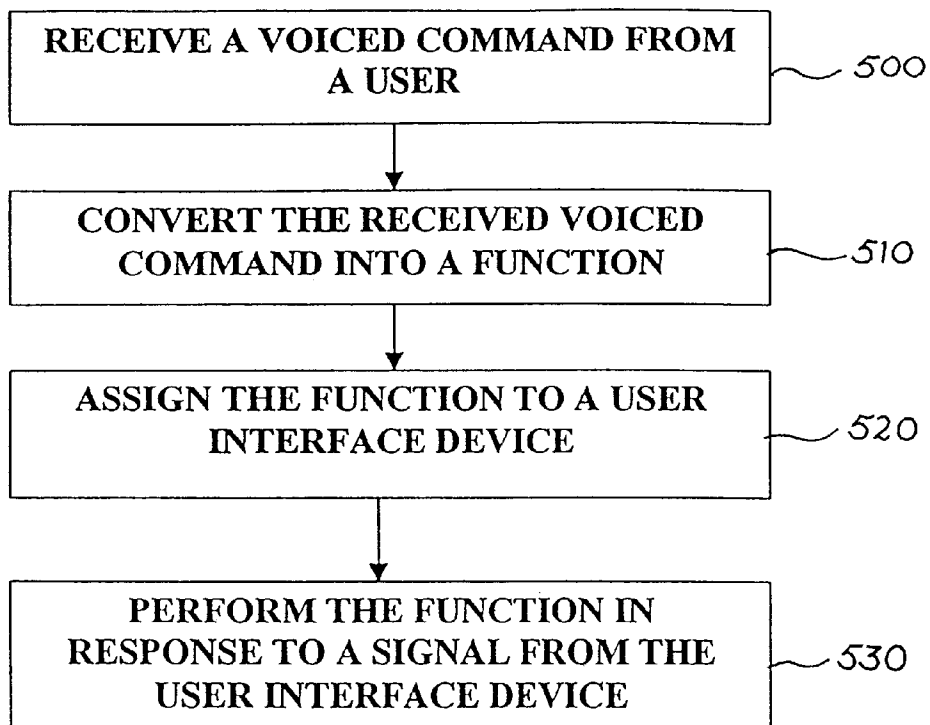 RECEIVE A VOICED COMMAND FROM
A USER
500
CONVERT THE RECEIVED VOICED
COMMAND INTO A FUNCTION
510
ASSIGN THE FUNCTION TO A USER
INTERFACE DEVICE
520
PERFORM THE FUNCTION IN
RESPONSE TO A SIGNAL FROM THE
USER INTERFACE DEVICE
530